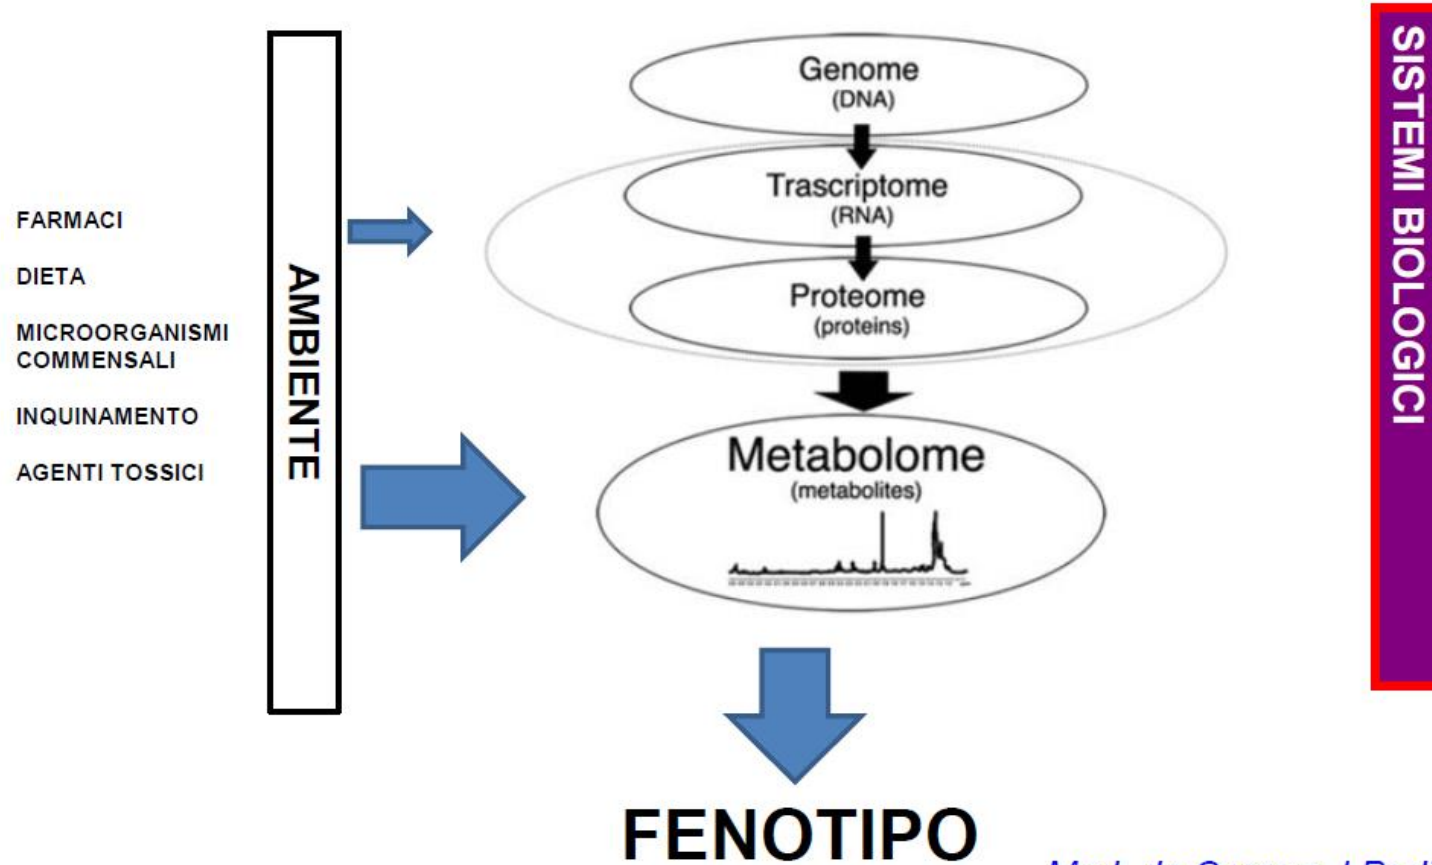 SISTEMI BIOLOGICI
Genome
(DNA)
Trascriptome
(RNA)
Proteome
(proteins)
Metabolome
(metabolites)
AMBIENTE
FARMACI
DIETA
MICROORGANISMI
COMMENSALI
INQUINAMENTO
AGENTI TOSSICI
FENOTIPO